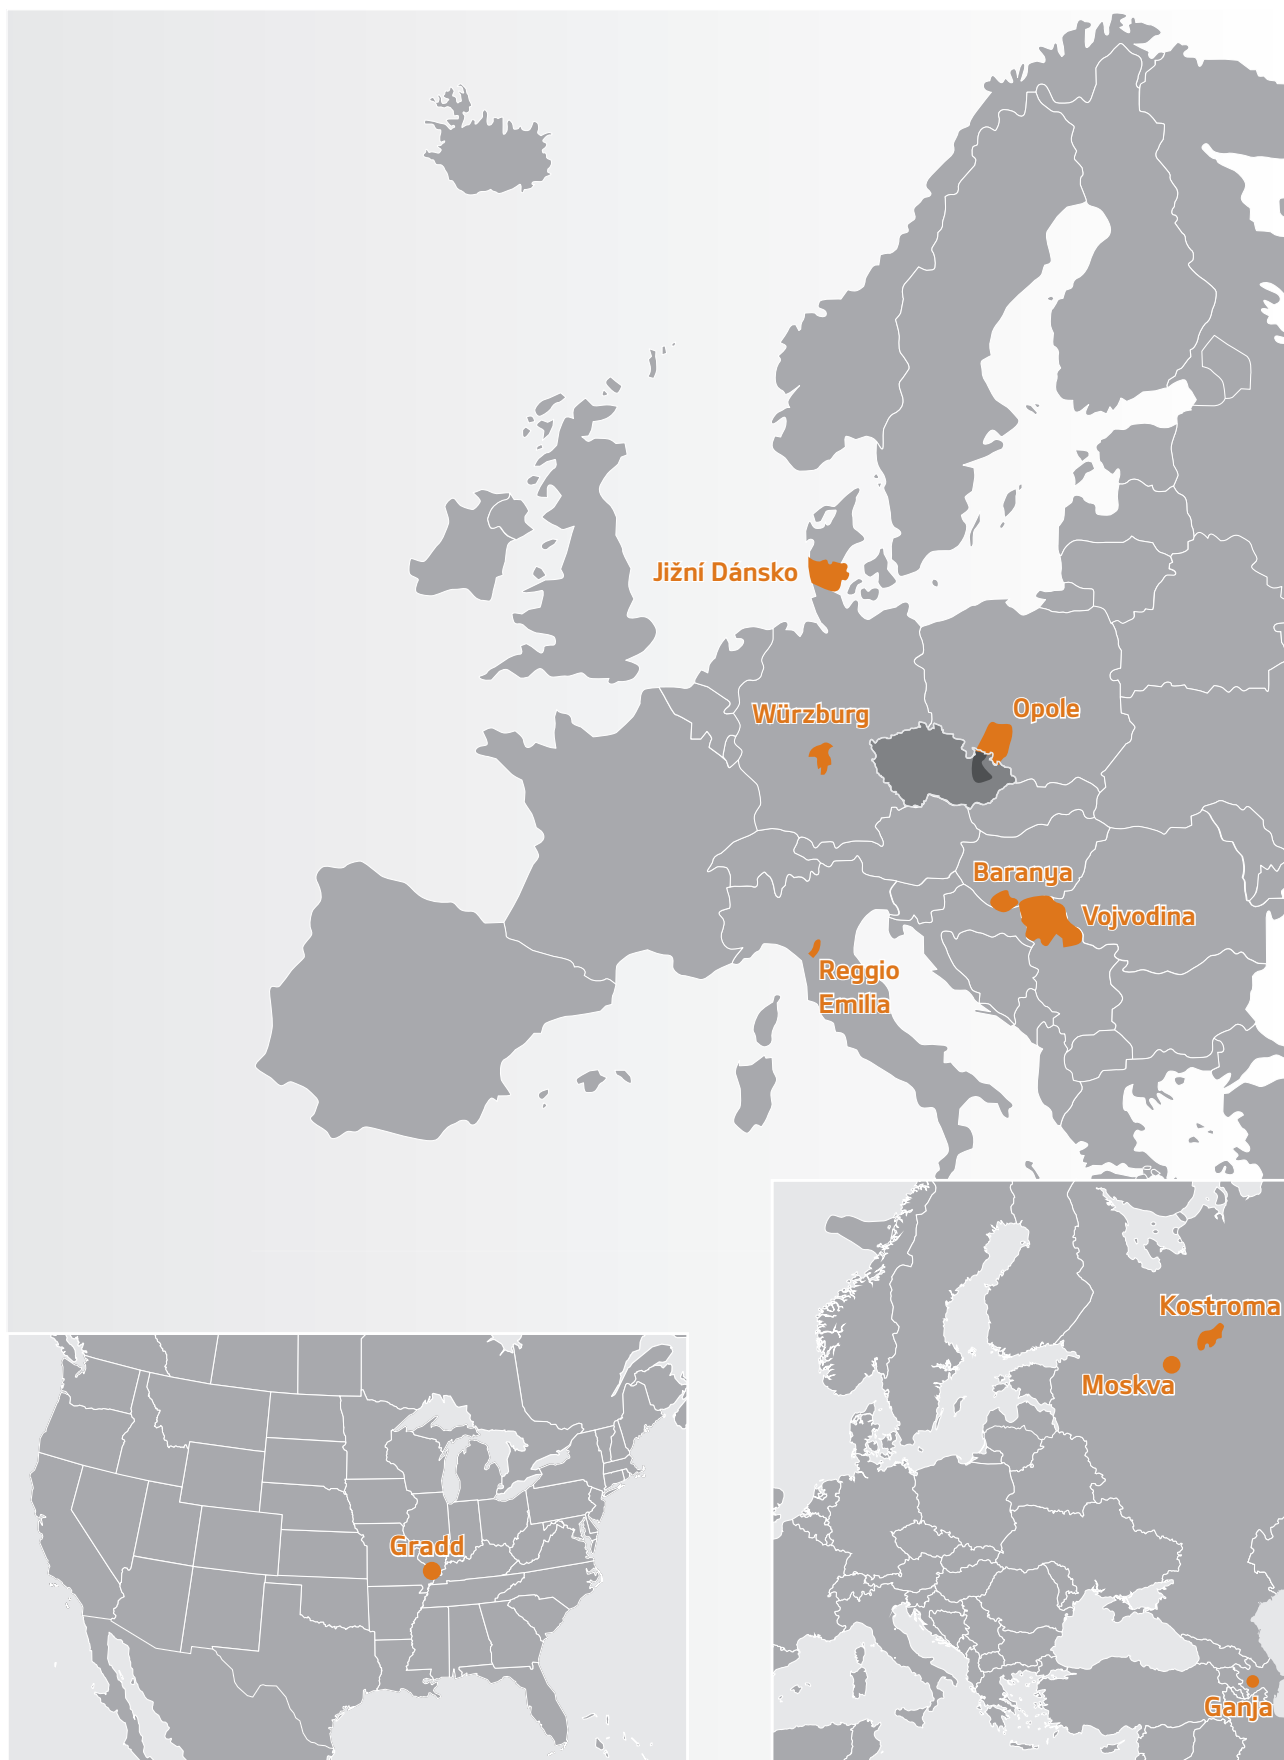 Jižní Dánsko
Würzburg
Opole
Baranya
Vojvodina
Reggio
Emilia
Kostroma
Moskva
Gradd
Ganja